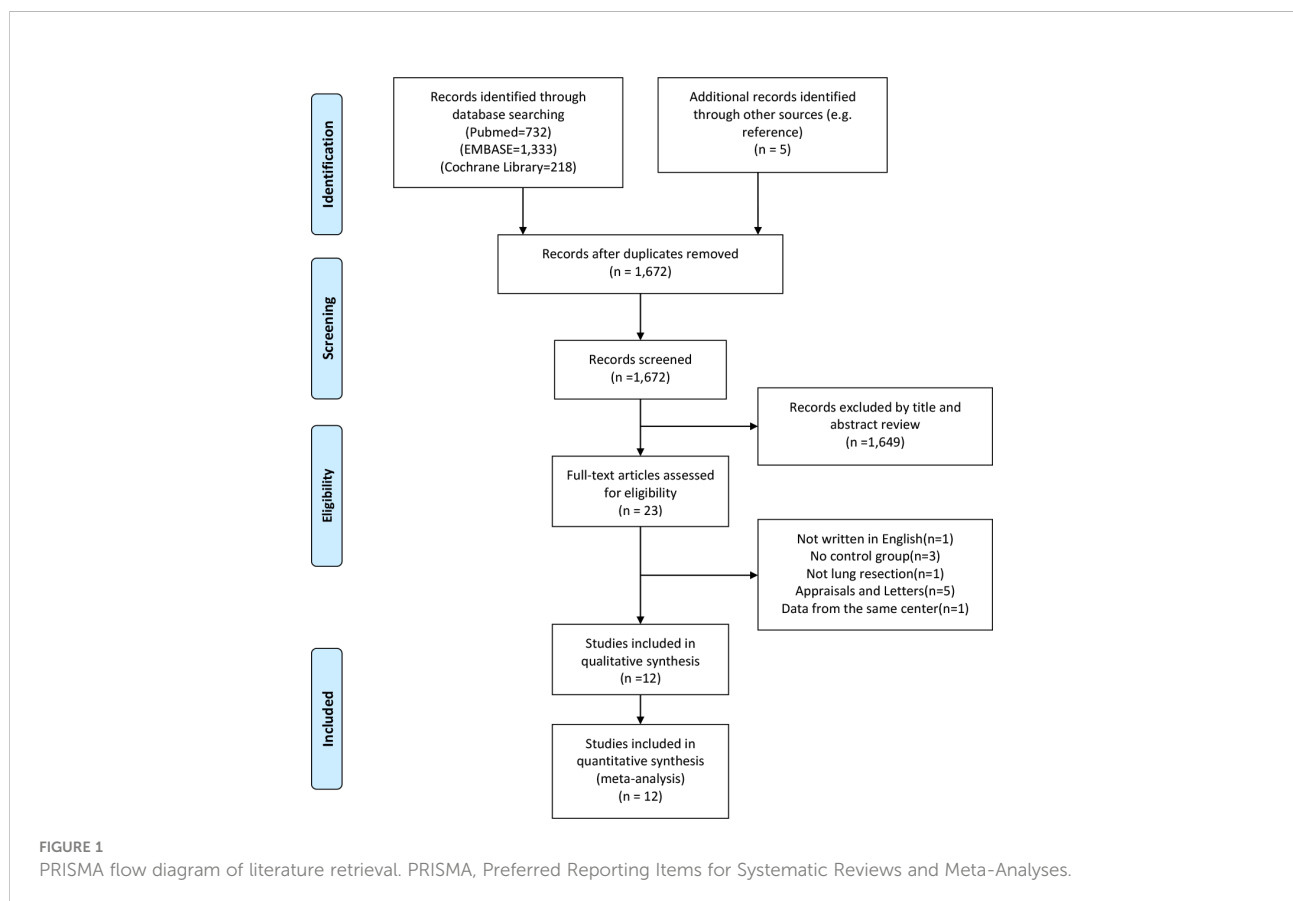 Identification
Records identified through
database searching
(Pubmed=732)
(EMBASE=1,333)
(Cochrane Library=218)
Additional records identified
through other sources (e.g.
reference)
(n = 5)
Records after duplicates removed
(n = 1,672)
Screening
Records screened
(n =1,672)
Records excluded by title and
abstract review
(n =1,649)
Eligibility
Full-text articles assessed
for eligibility
(n = 23)
Not written in English(n=1)
No control group(n=3)
Not lung resection(n=1)
Appraisals and Letters(n=5)
Data from the same center(n=1)
Included
Studies included in
qualitative synthesis
(n =12)
Studies included in
quantitative synthesis
(meta-analysis)
(n = 12)
FIGURE 1
PRISMA flow diagram of literature retrieval. PRISMA, Preferred Reporting Items for Systematic Reviews and Meta-Analyses.